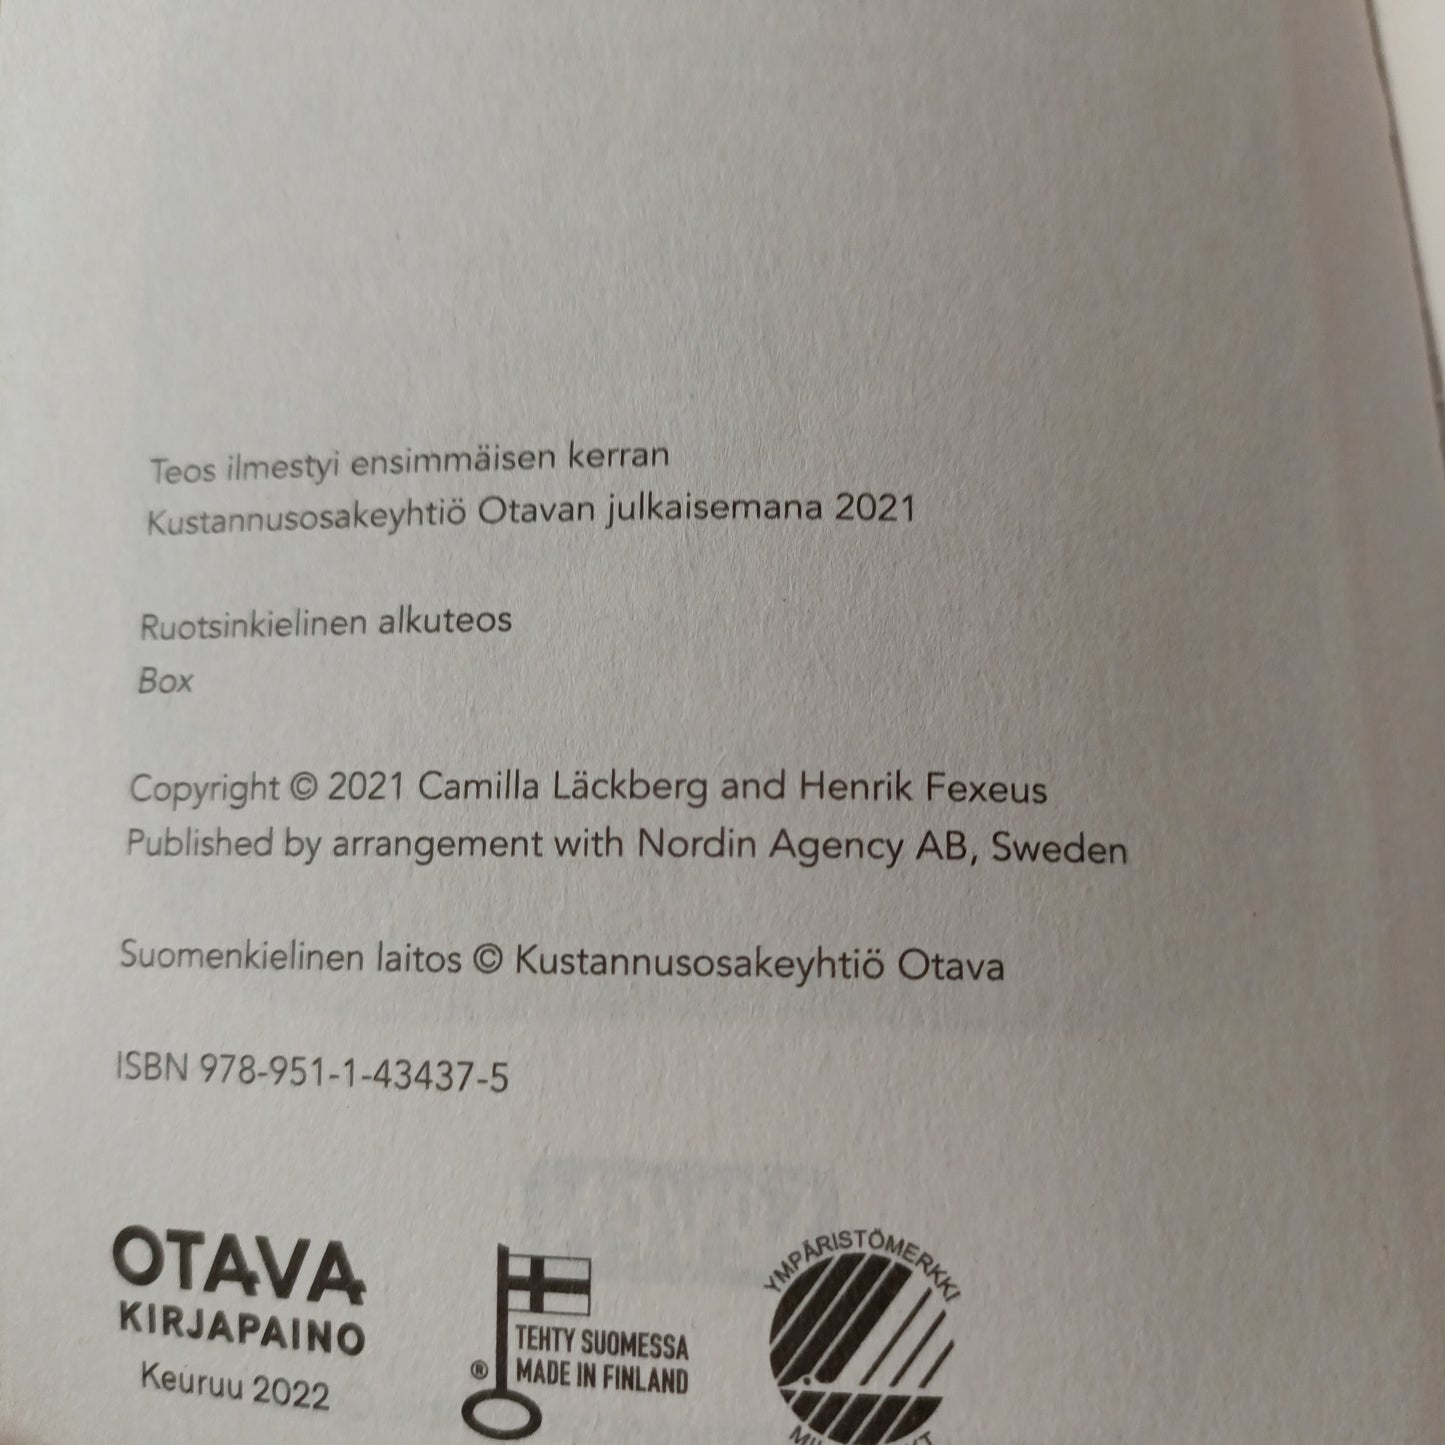 Teos ilmestyi ensimmäisen kerran
Kustannusosakeyhtiö Otavan julkaisemana 2021
Ruotsinkielinen alkuteos
Box
Copyright © 2021 Camilla Läckberg and Henrik Fexeus
Published by arrangement with Nordin Agency AB, Sweden
Suomenkielinen laitos © Kustannusosakeyhtiö Otava
ISBN 978-951-1-43437-5
OTAVA
KIRJAPAINO
Keuruu 2022
® TEHTY SUOMESSA
MADE IN FINLAND
YMPÄRISTÖMERKKI